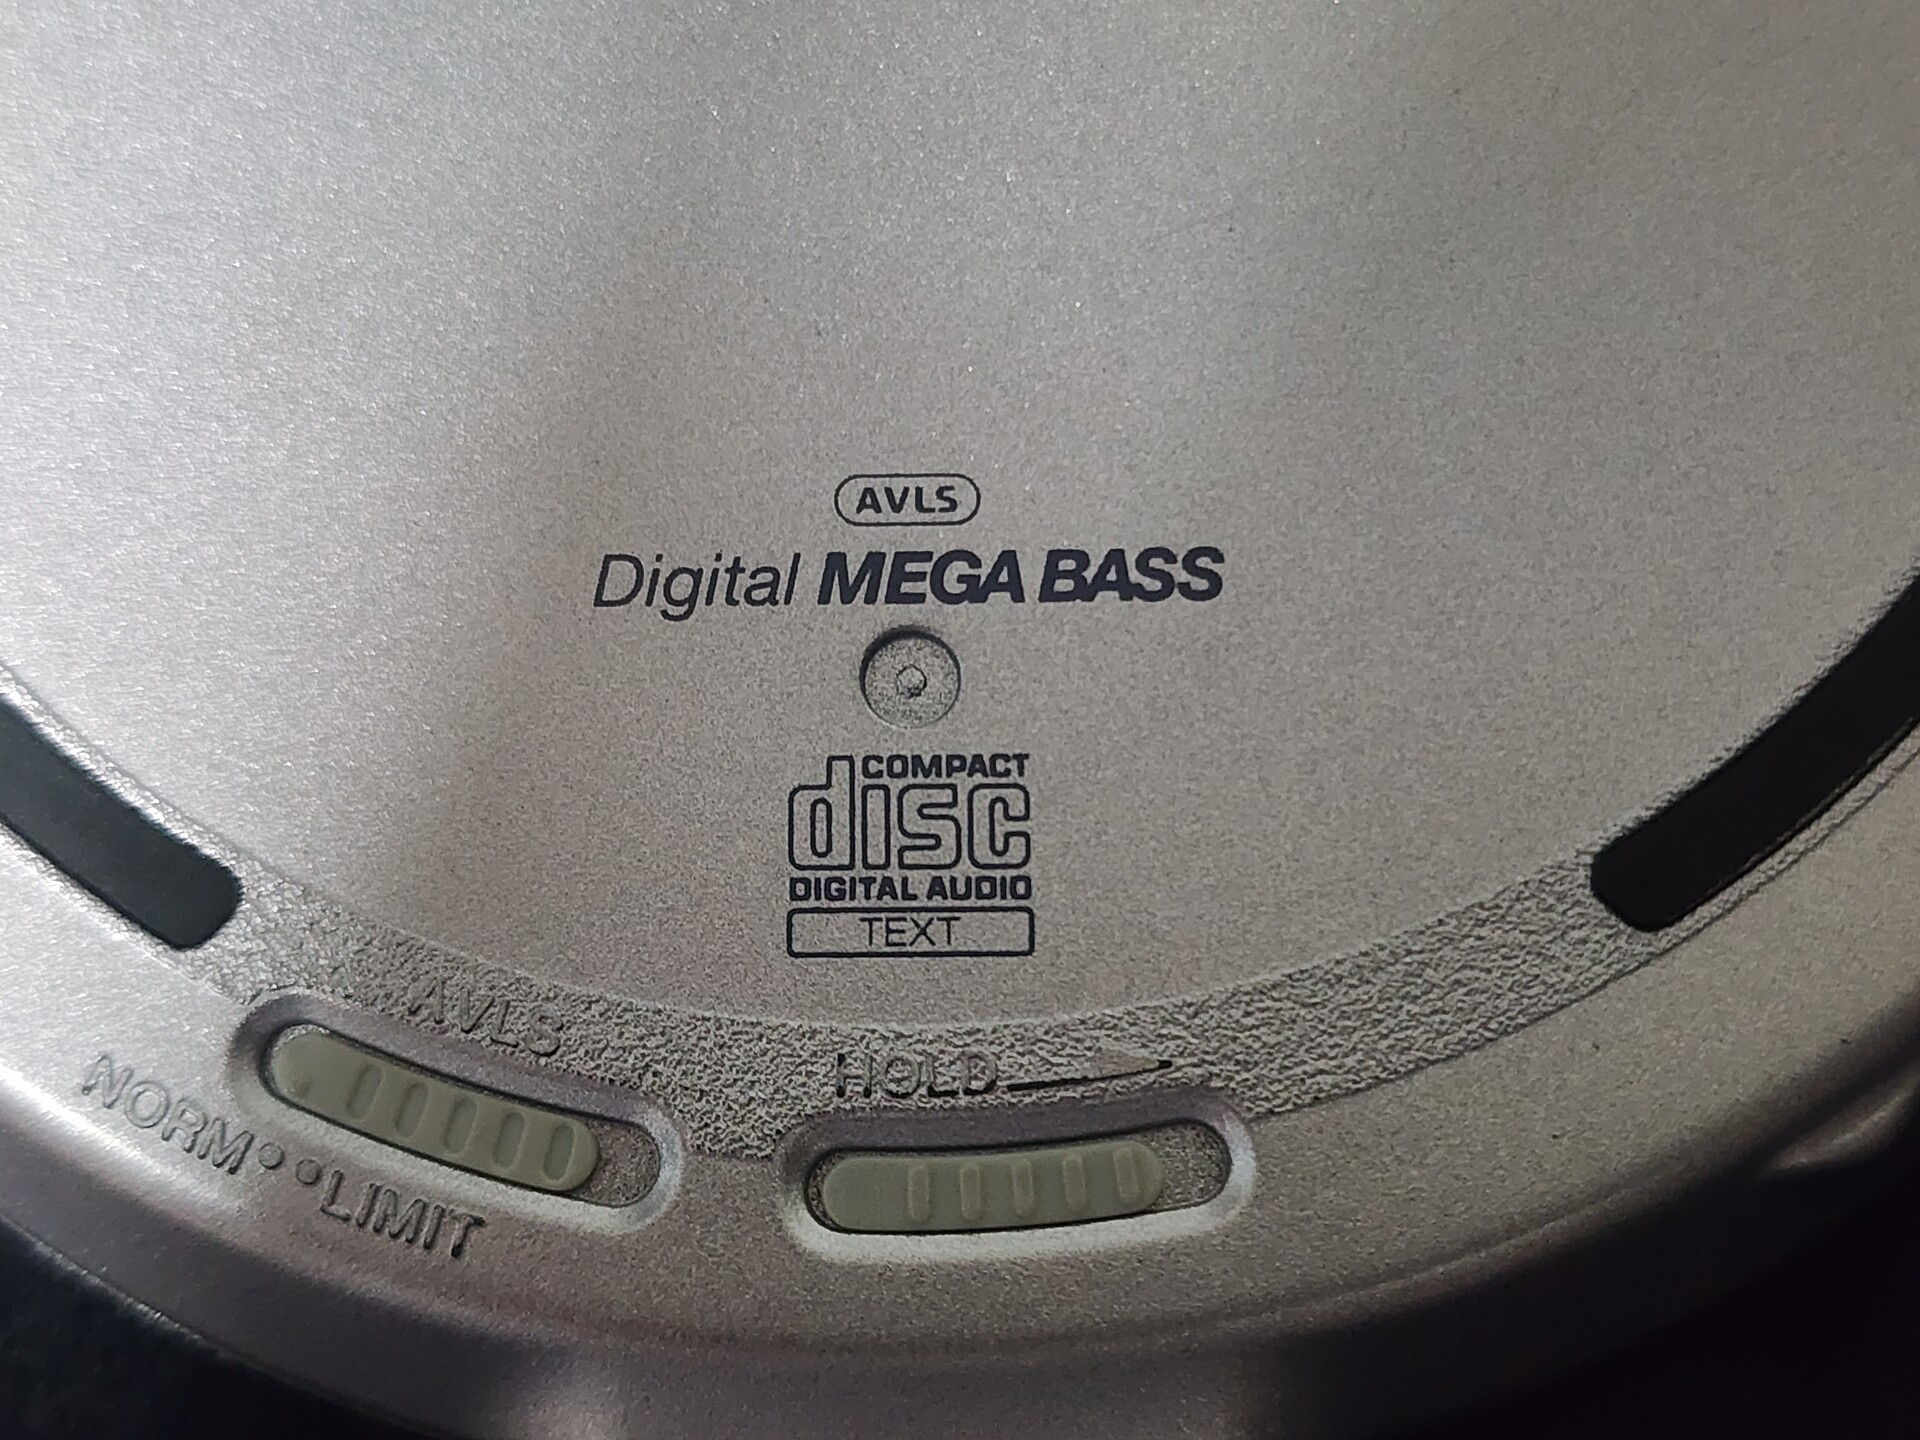 AVLS
Digital MEGA BASS
COMPACT
disc
DIGITAL AUDIO
TEXT
AVLS
NORM • • LIMIT
HOLD